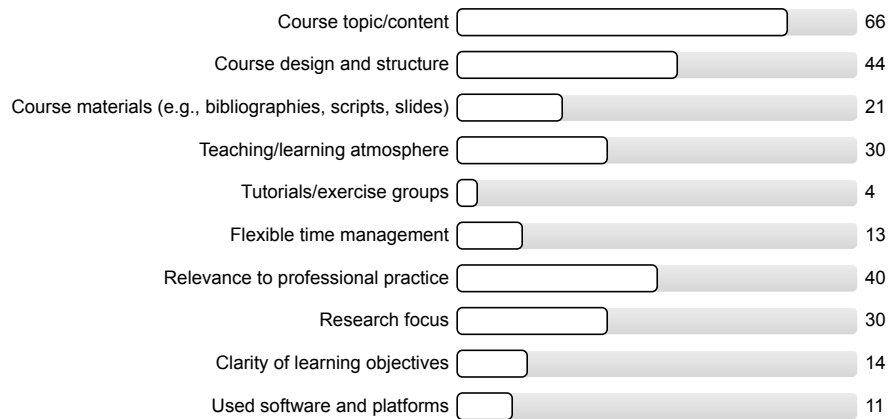 Course topic/content 66
Course design and structure 44
Course materials (e.g., bibliographies, scripts, slides) 21
Teaching/learning atmosphere 30
Tutorials/exercise groups 4
Flexible time management 13
Relevance to professional practice 40
Research focus 30
Clarity of learning objectives 14
Used software and platforms 11